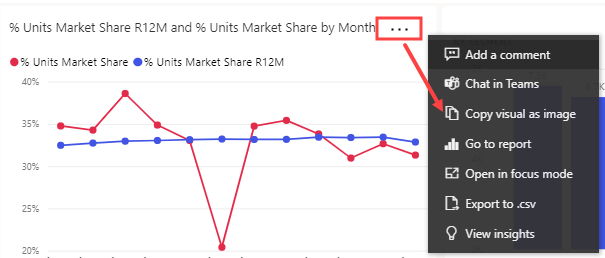 % Units Market Share R12M and % Units Market Share by Month ...
% Units Market Share % Units Market Share R12M
40%
35%
30%
25%
20%
Add a comment
Chat in Teams
Copy visual as image
Go to report
Open in focus mode
Export to .csv
View insights